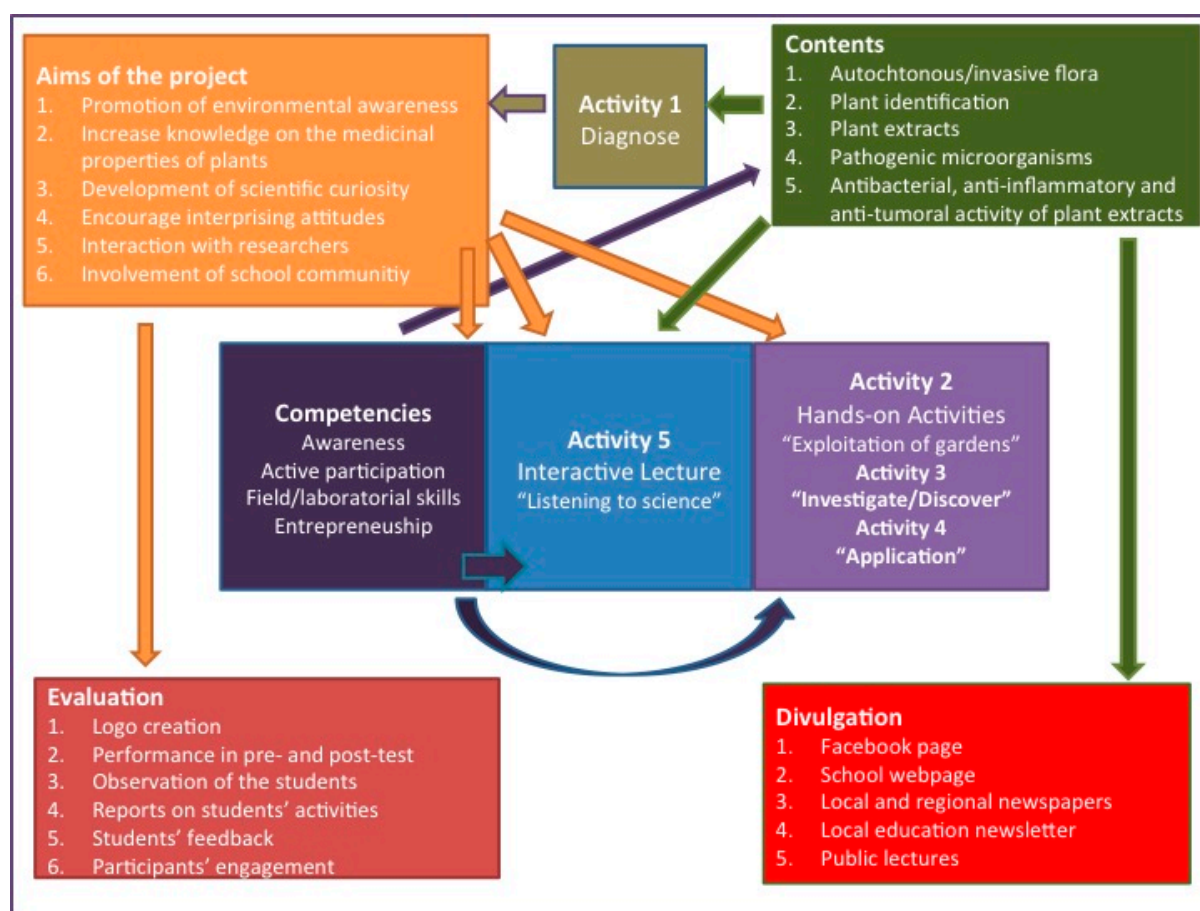 Aims of the project
1. Promotion of environmental awareness
2. Increase knowledge on the medicinal
properties of plants
3. Development of scientific curiosity
4. Encourage interprising attitudes
5. Interaction with researchers
6. Involvement of school communitiy
Activity 1
Diagnose
Contents
1. Autochtonous/invasive flora
2. Plant identification
3. Plant extracts
4. Pathogenic microorganisms
5. Antibacterial, anti-inflammatory and
anti-tumoral activity of plant extracts
Competencies
Awareness
Active participation
Field/laboratorial skills
Entrepreneuship
Activity 5
Interactive Lecture
“Listening to science”
Activity 2
Hands-on Activities
“Exploitation of gardens”
Activity 3
“Investigate/Discover”
Activity 4
“Application”
Evaluation
1. Logo creation
2. Performance in pre- and post-test
3. Observation of the students
4. Reports on students’ activities
5. Students’ feedback
6. Participants’ engagement
Divulgation
1. Facebook page
2. School webpage
3. Local and regional newspapers
4. Local education newsletter
5. Public lectures